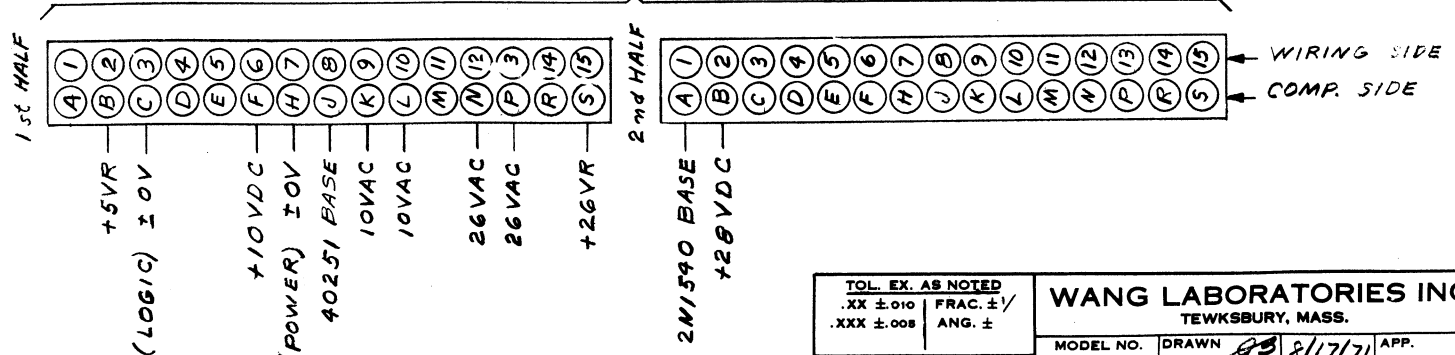 1st HALF
1 2 3 4 5 6 7 8 9 10 11 12 13 14 15
A B C D E F H J K L M N P R S
2nd HALF
1 2 3 4 5 6 7 8 9 10 11 12 13 14 15
A B C D E F H J K L M N P R S
WIRING SIDE
COMP. SIDE
+5VR
(LOGIC) ±0V
+10VDC
(POWER) ±0V
40251 BASE
10VAC
10VAC
26VAC
26VAC
+26VR
2N1540 BASE
+28VDC
TOL. EX. AS NOTED
.XX ±.010 FRAC. ±1/
.XXX ±.005 ANG. ±
WANG LABORATORIES INC
TEWKSBURY, MASS.
MODEL NO. DRAWN 8/17/71 APP.